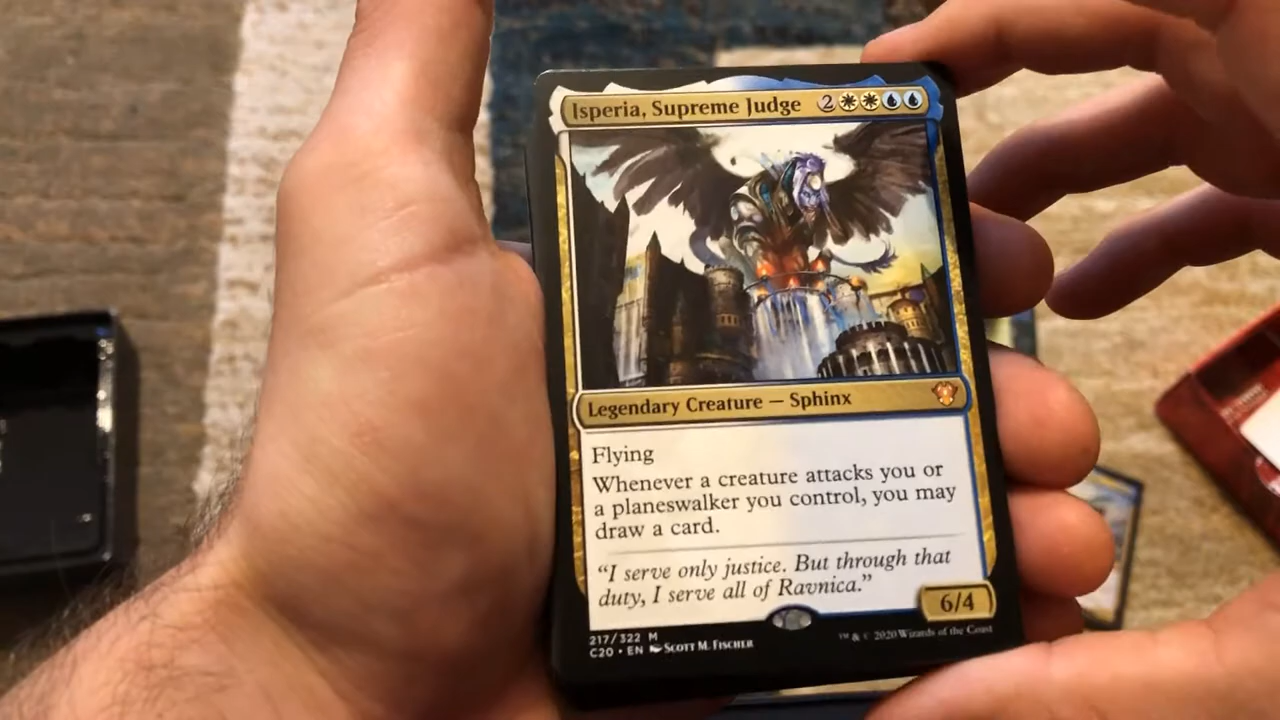 Isperia, Supreme Judge 2
Legendary Creature — Sphinx
Flying
Whenever a creature attacks you or
a planeswalker you control, you may
draw a card.
“I serve only justice. But through that
duty, I serve all of Ravnica.”
6/4
217/322 M
C20 • EN Scott M. Fischer
™ & © 2020 Wizards of the Coast